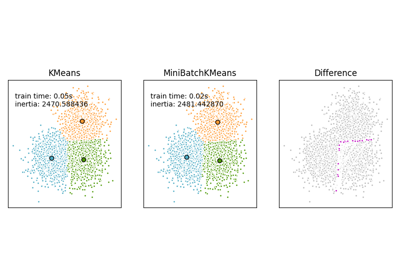 KMeans
MiniBatchKMeans
Difference
train time: 0.05s
inertia: 2470.588436
train time: 0.02s
inertia: 2481.442870